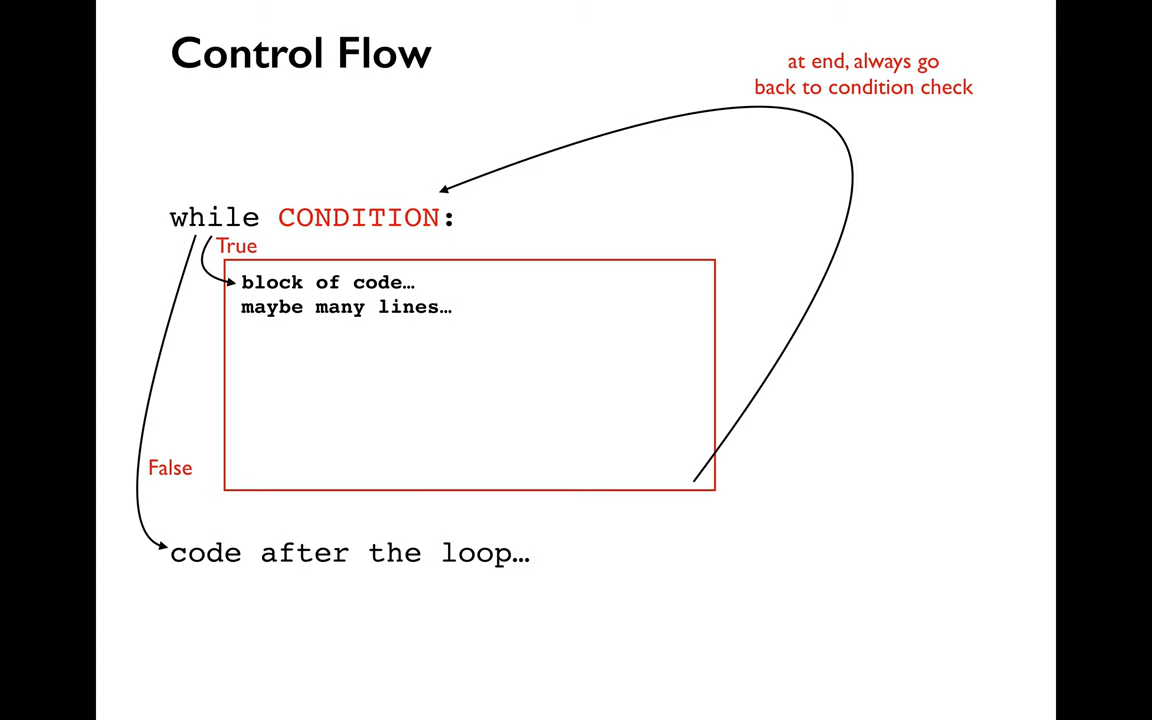 Control Flow
at end, always go
back to condition check
while CONDITION:
True
block of code…
maybe many lines…
False
code after the loop…